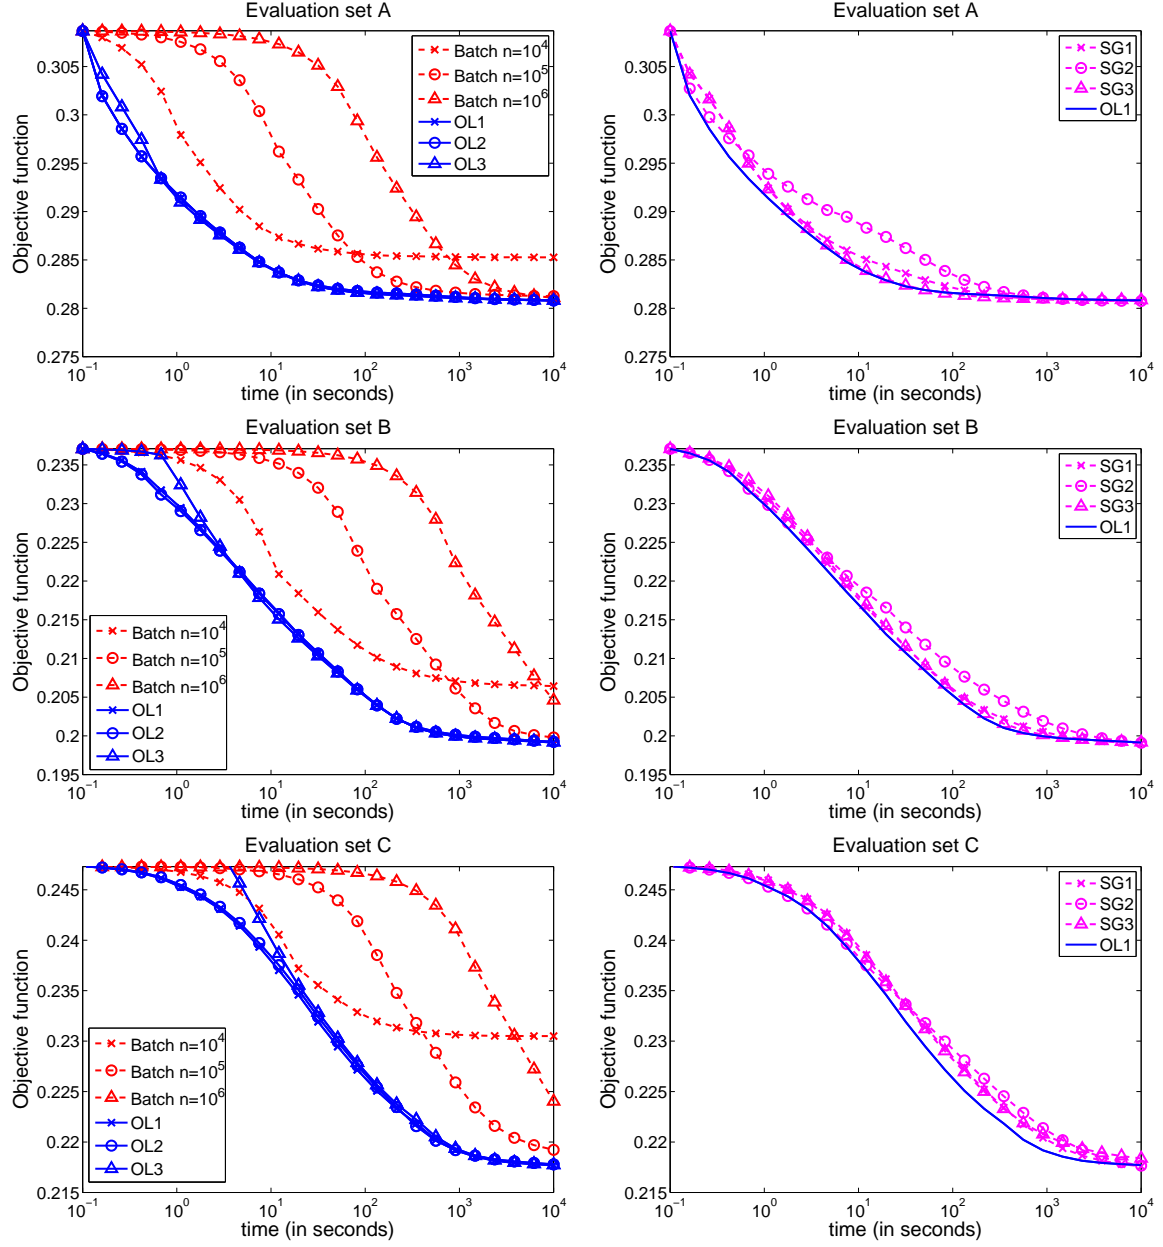 Evaluation set A
Objective function
0.305
0.3
0.295
0.29
0.285
0.28
0.275
10^-1 10^0 10^1 10^2 10^3 10^4
time (in seconds)
Batch n=10^4
Batch n=10^5
Batch n=10^6
OL1
OL2
OL3
Evaluation set A
Objective function
0.305
0.3
0.295
0.29
0.285
0.28
0.275
10^-1 10^0 10^1 10^2 10^3 10^4
time (in seconds)
SG1
SG2
SG3
OL1
Evaluation set B
Objective function
0.235
0.23
0.225
0.22
0.215
0.21
0.205
0.2
0.195
10^-1 10^0 10^1 10^2 10^3 10^4
time (in seconds)
Batch n=10^4
Batch n=10^5
Batch n=10^6
OL1
OL2
OL3
Evaluation set B
Objective function
0.235
0.23
0.225
0.22
0.215
0.21
0.205
0.2
0.195
10^-1 10^0 10^1 10^2 10^3 10^4
time (in seconds)
SG1
SG2
SG3
OL1
Evaluation set C
Objective function
0.245
0.24
0.235
0.23
0.225
0.22
0.215
10^-1 10^0 10^1 10^2 10^3 10^4
time (in seconds)
Batch n=10^4
Batch n=10^5
Batch n=10^6
OL1
OL2
OL3
Evaluation set C
Objective function
0.245
0.24
0.235
0.23
0.225
0.22
0.215
10^-1 10^0 10^1 10^2 10^3 10^4
time (in seconds)
SG1
SG2
SG3
OL1